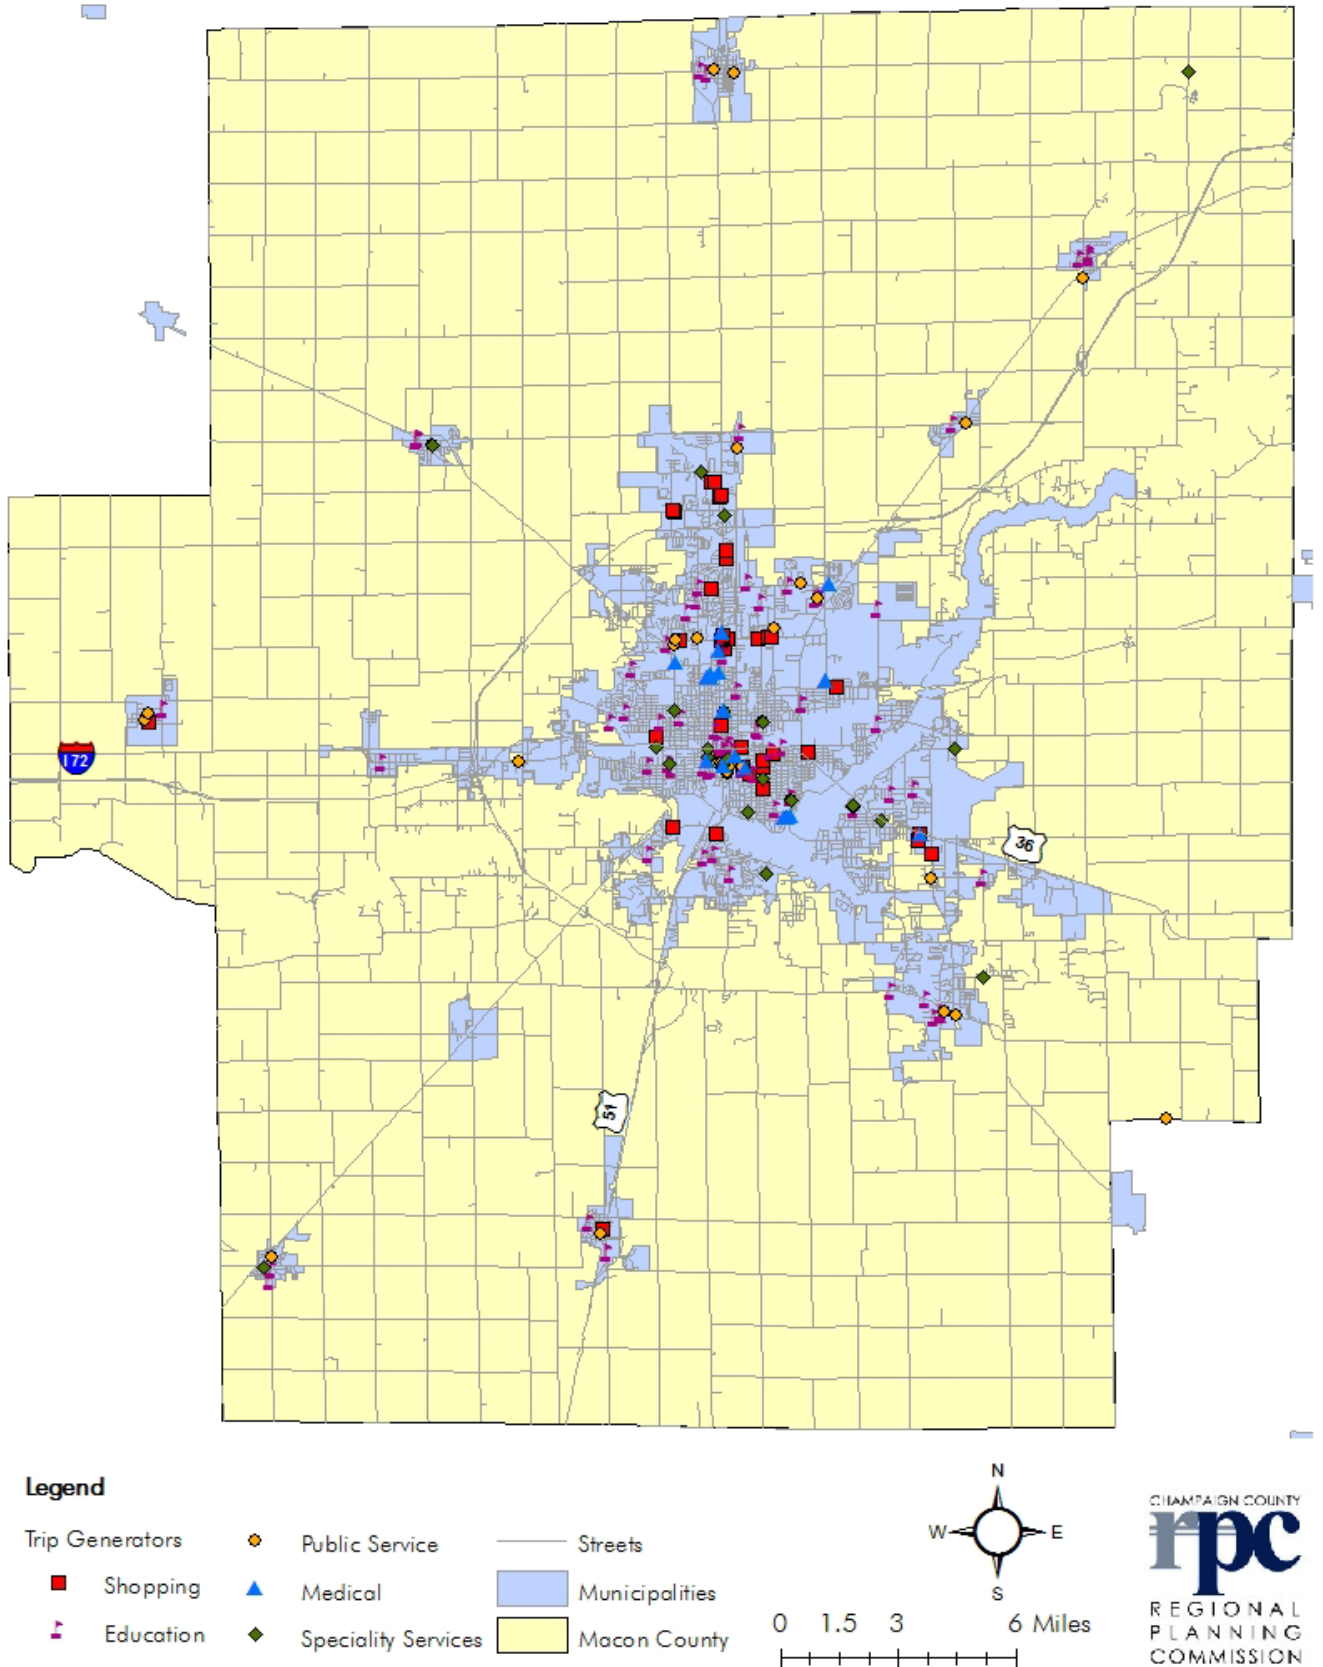 I 72
36
51
Legend
Trip Generators
Shopping
Education
Public Service
Medical
Speciality Services
Streets
Municipalities
Macon County
N
W E
S
0 1.5 3 6 Miles
CHAMPAIGN COUNTY
rpc
REGIONAL
PLANNING
COMMISSION